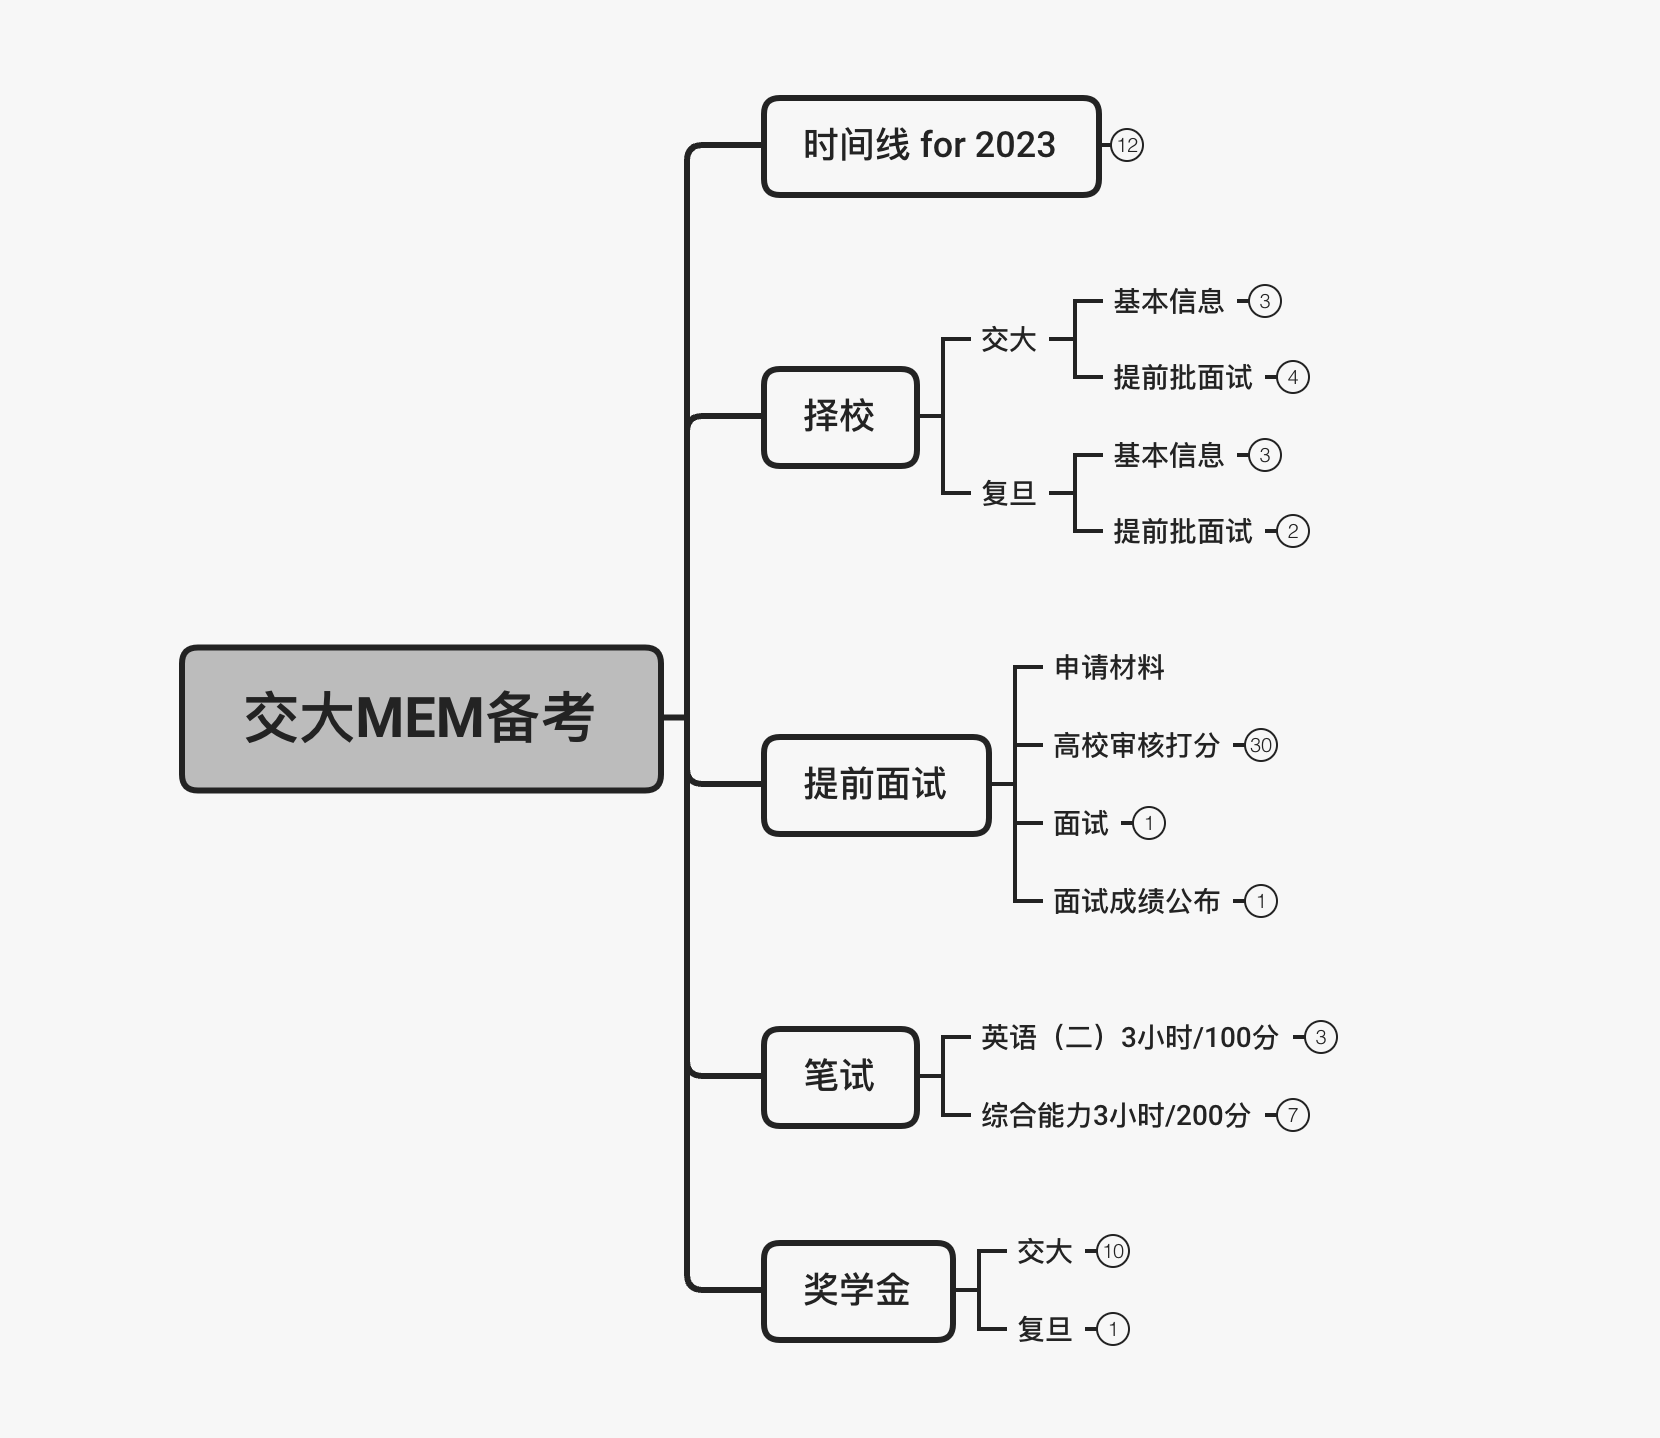 时间线 for 2023
12
基本信息
3
交大
提前批面试
4
择校
基本信息
3
复旦
提前批面试
2
交大MEM备考
申请材料
高校审核打分
30
提前面试
面试
1
面试成绩公布
1
英语（二）3小时/100分
3
笔试
综合能力3小时/200分
7
交大
10
奖学金
复旦
1